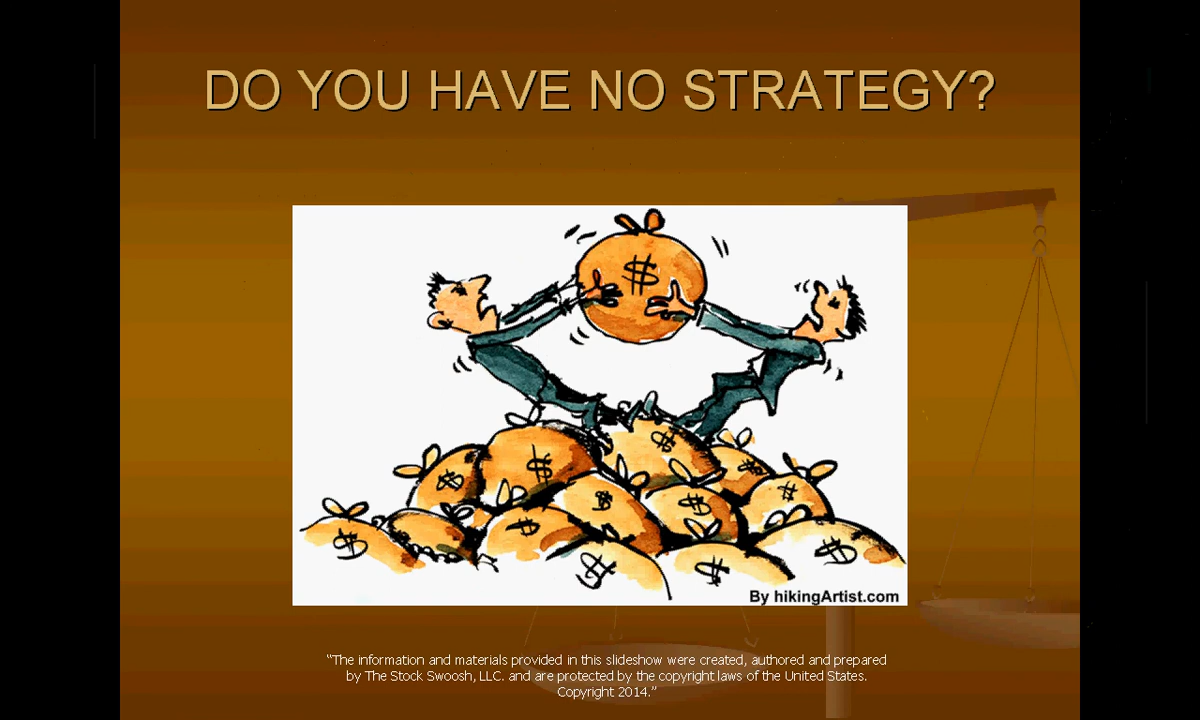 DO YOU HAVE NO STRATEGY?
$
$
$
$
$
$
$
$
$
$
$
$
$
By hikingArtist.com
“The information and materials provided in this slideshow were created, authored and prepared
by The Stock Swoosh, LLC. and are protected by the copyright laws of the United States.
Copyright 2014.”